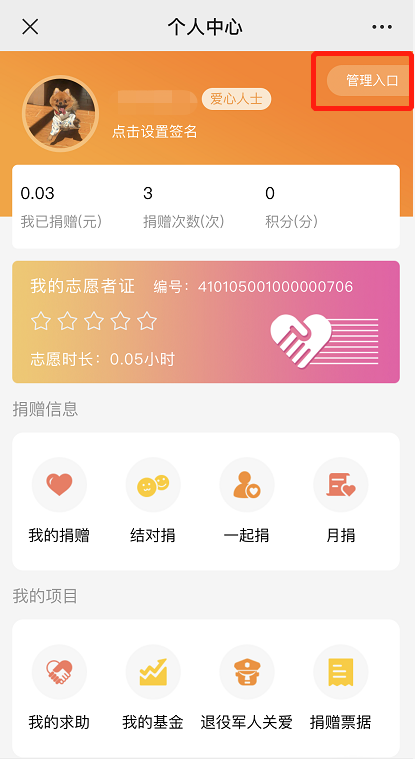 个人中心
管理入口
爱心人士
点击设置签名
0.03 3 0
我已捐赠(元) 捐赠次数(次) 积分(分)
我的志愿者证 编号：410105001000000706
志愿时长：0.05小时
捐赠信息
我的捐赠 结对捐 一起捐 月捐
我的项目
我的求助 我的基金 退役军人关爱 捐赠票据